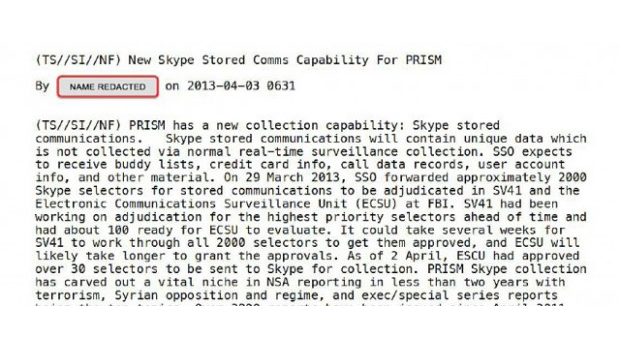 (TS//SI//NF) New Skype Stored Comms Capability For PRISM
By NAME REDACTED on 2013-04-03 0631
(TS//SI//NF) PRISM has a new collection capability: Skype stored
communications.  Skype stored communications will contain unique data which
is not collected via normal real-time surveillance collection. SSO expects
to receive buddy lists, credit card info, call data records, user account
info, and other material. On 29 March 2013, SSO forwarded approximately 2000
Skype selectors for stored communications to be adjudicated in SV41 and the
Electronic Communications Surveillance Unit (ECSU) at FBI. SV41 had been
working on adjudication for the highest priority selectors ahead of time and
had about 100 ready for ECSU to evaluate. It could take several weeks for
SV41 to work through all 2000 selectors to get them approved, and ECSU will
likely take longer to grant the approvals. As of 2 April, ESCU had approved
over 30 selectors to be sent to Skype for collection. PRISM Skype collection
has carved out a vital niche in NSA reporting in less than two years with
terrorism, Syrian opposition and regime, and exec/special series reports